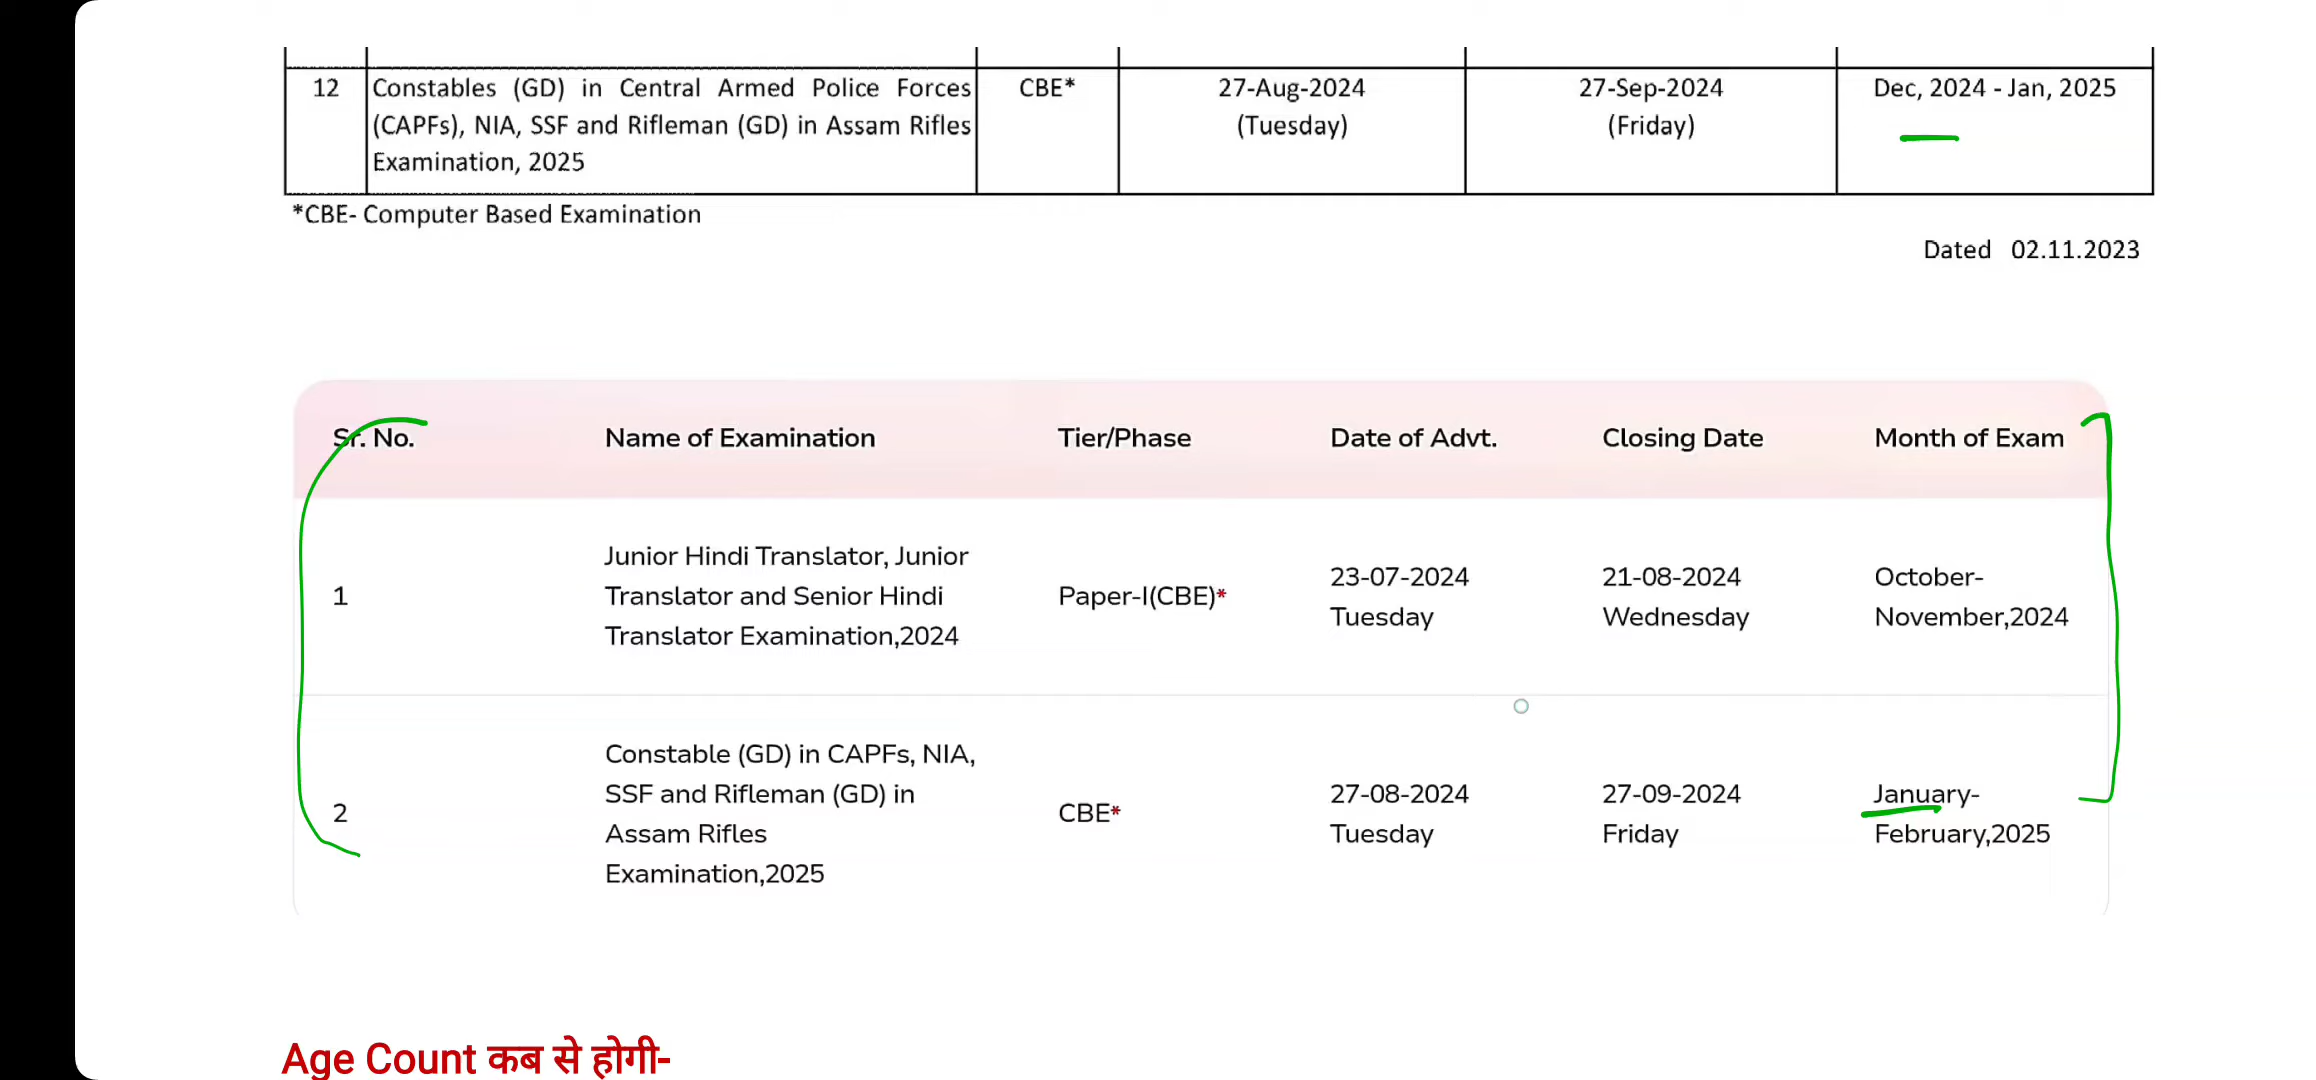 12 Constables (GD) in Central Armed Police Forces CBE* 27-Aug-2024 27-Sep-2024 Dec, 2024 - Jan, 2025
(CAPFs), NIA, SSF and Rifleman (GD) in Assam Rifles (Tuesday) (Friday)
Examination, 2025
*CBE- Computer Based Examination
Dated 02.11.2023
Sr. No. Name of Examination Tier/Phase Date of Advt. Closing Date Month of Exam
1
Junior Hindi Translator, Junior
Translator and Senior Hindi
Translator Examination,2024
Paper-I(CBE)*
23-07-2024
Tuesday
21-08-2024
Wednesday
October-
November,2024
2
Constable (GD) in CAPFs, NIA,
SSF and Rifleman (GD) in
Assam Rifles
Examination,2025
CBE*
27-08-2024
Tuesday
27-09-2024
Friday
January-
February,2025
Age Count कब से होगी-